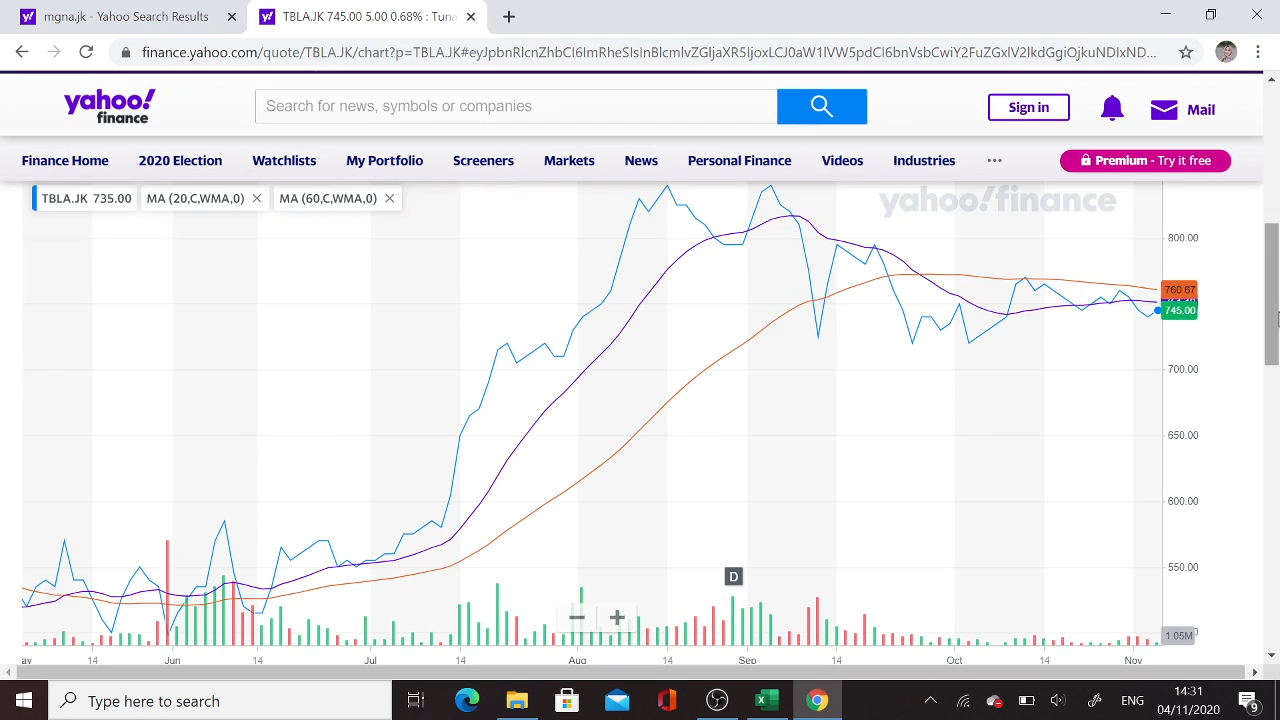 mgna.jk - Yahoo Search Results
TBLA.JK 745.00 5.00 0.68% : Tuna
finance.yahoo.com/quote/TBLA.JK/chart?p=TBLA.JK#
yahoo!
finance
Search for news, symbols or companies
Sign in
Mail
Finance Home 2020 Election Watchlists My Portfolio Screeners Markets News Personal Finance Videos Industries ••• Premium - Try it free
TBLA.JK 735.00 MA (20,C,WMA,0) MA (60,C,WMA,0)
yahoo!finance
800.00
760.67
745.00
700.00
650.00
600.00
550.00
D
1.05M
ay 14 Jun 14 Jul 14 Aug 14 Sep 14 Oct 14 Nov
Type here to search
ENG
14:31
04/11/2020
9